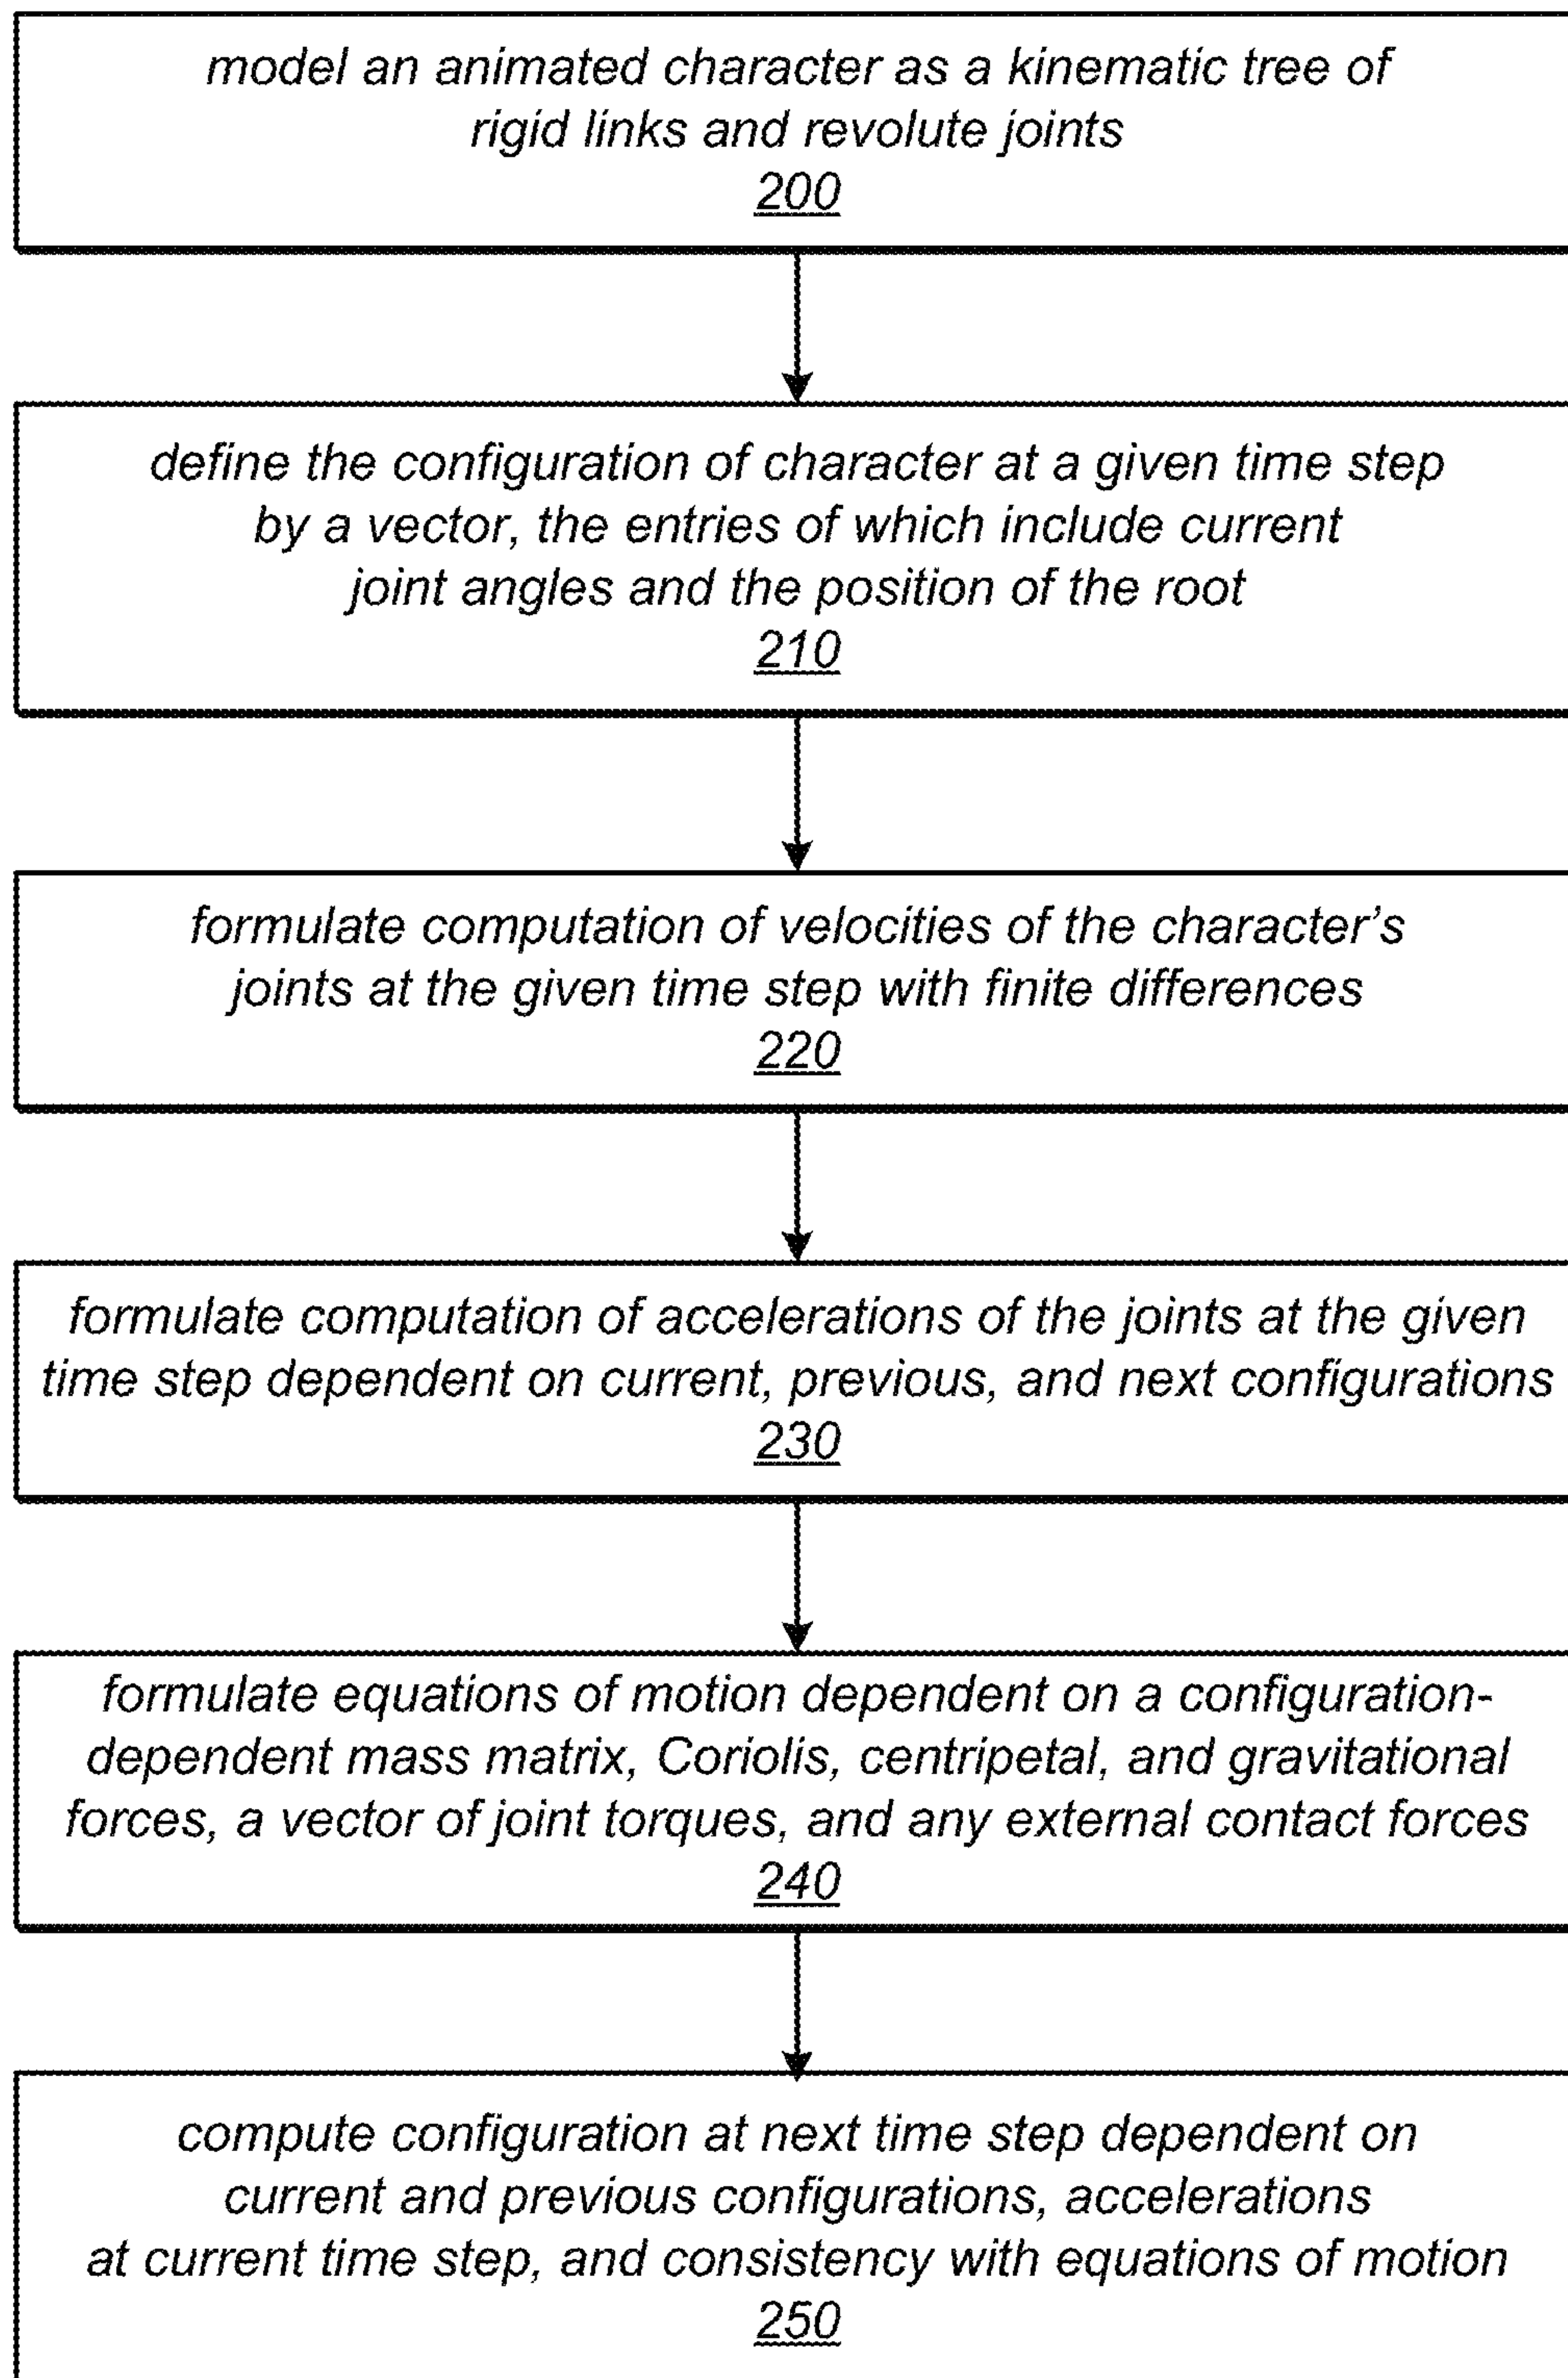 model an animated character as a kinematic tree of
rigid links and revolute joints
200
define the configuration of character at a given time step
by a vector, the entries of which include current
joint angles and the position of the root
210
formulate computation of velocities of the character's
joints at the given time step with finite differences
220
formulate computation of accelerations of the joints at the given
time step dependent on current, previous, and next configurations
230
formulate equations of motion dependent on a configuration-
dependent mass matrix, Coriolis, centripetal, and gravitational
forces, a vector of joint torques, and any external contact forces
240
compute configuration at next time step dependent on
current and previous configurations, accelerations
at current time step, and consistency with equations of motion
250